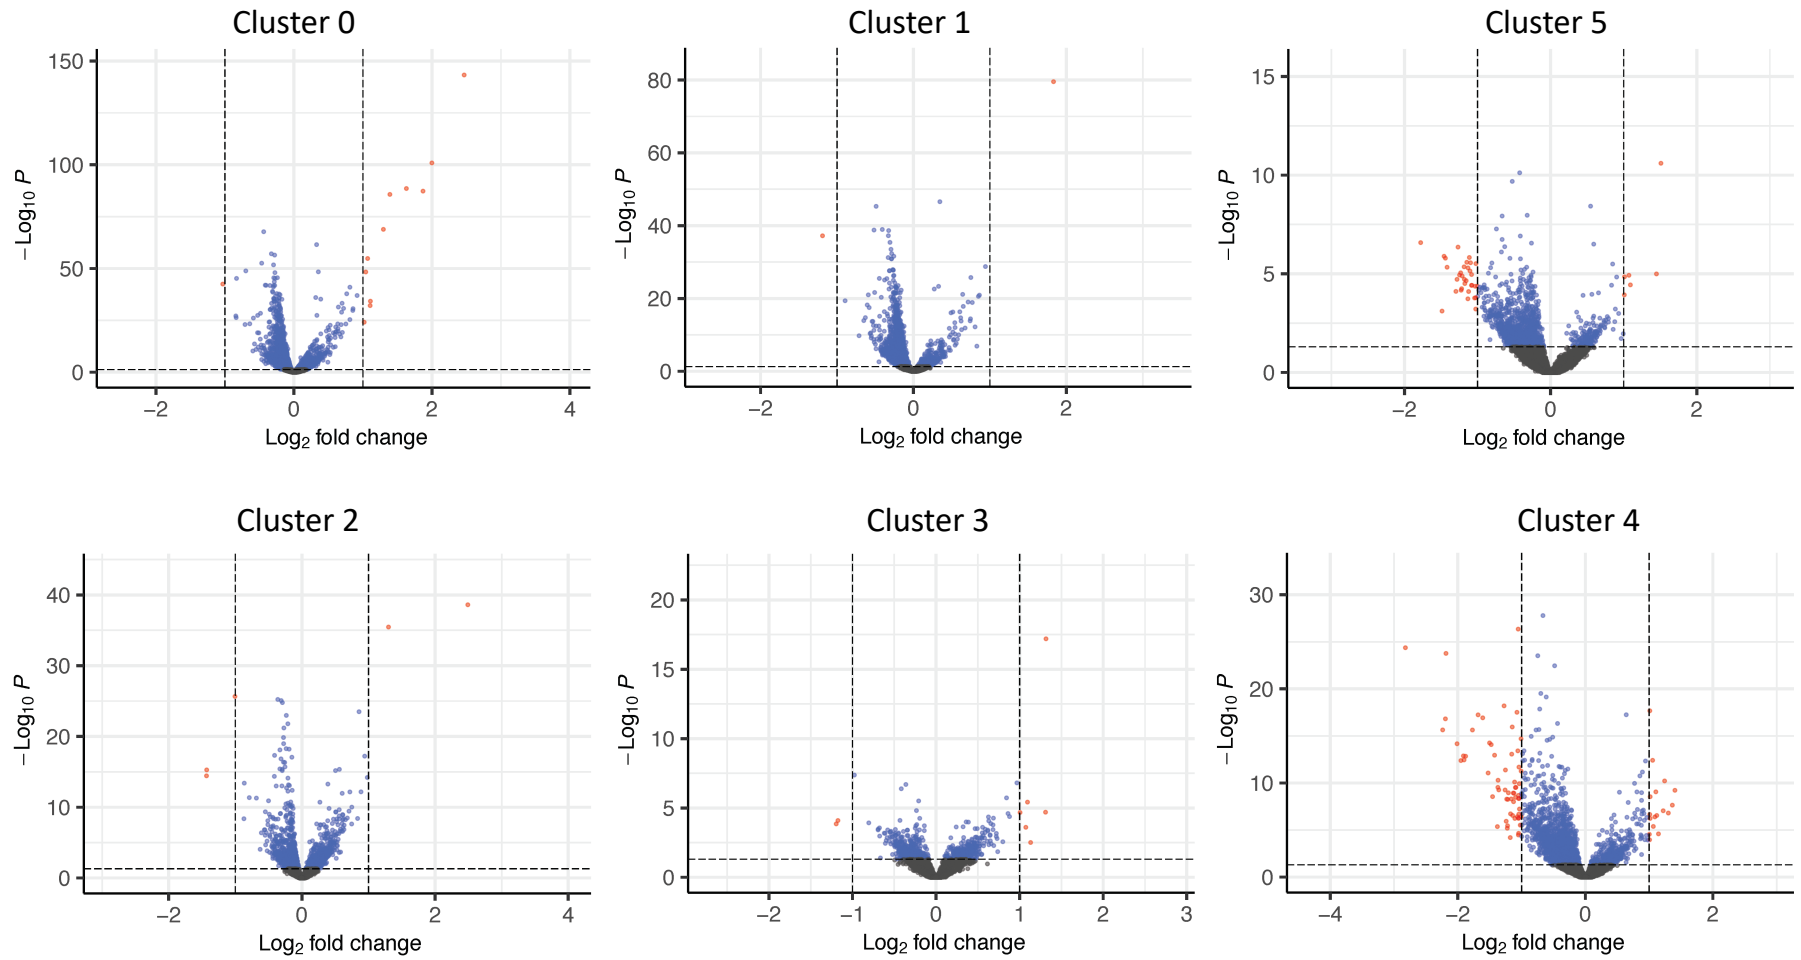 Cluster 0
150
100
50
0
−Log10 P
−2 0 2 4
Log2 fold change
Cluster 1
80
60
40
20
0
−Log10 P
−2 0 2
Log2 fold change
Cluster 5
15
10
5
0
−Log10 P
−2 0 2
Log2 fold change
Cluster 2
40
30
20
10
0
−Log10 P
−2 0 2 4
Log2 fold change
Cluster 3
20
15
10
5
0
−Log10 P
−2 −1 0 1 2 3
Log2 fold change
Cluster 4
30
20
10
0
−Log10 P
−4 −2 0 2
Log2 fold change